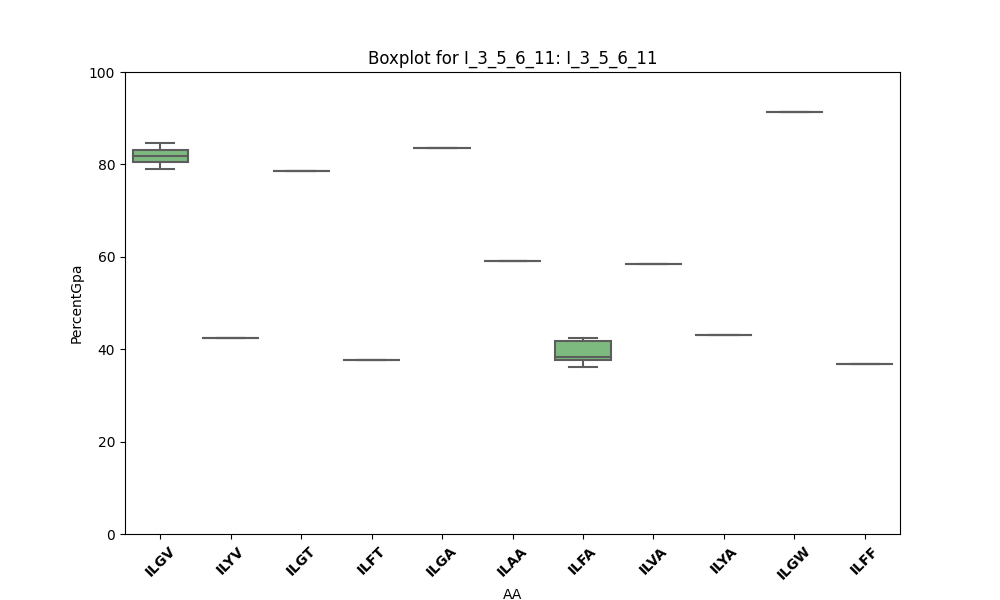 Boxplot for I_3_5_6_11: I_3_5_6_11
100
80
60
40
20
0
PercentGpa
ILGV ILYV ILGT ILFT ILGA ILAA ILFA ILVA ILYA ILGW ILFF
AA